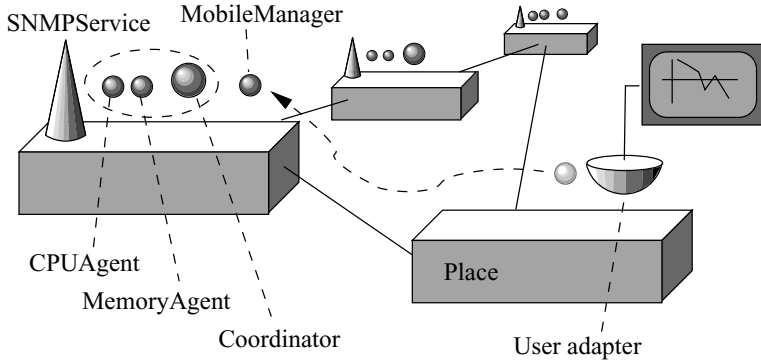 SNMPService
MobileManager
CPUAgent
MemoryAgent
Coordinator
Place
User adapter